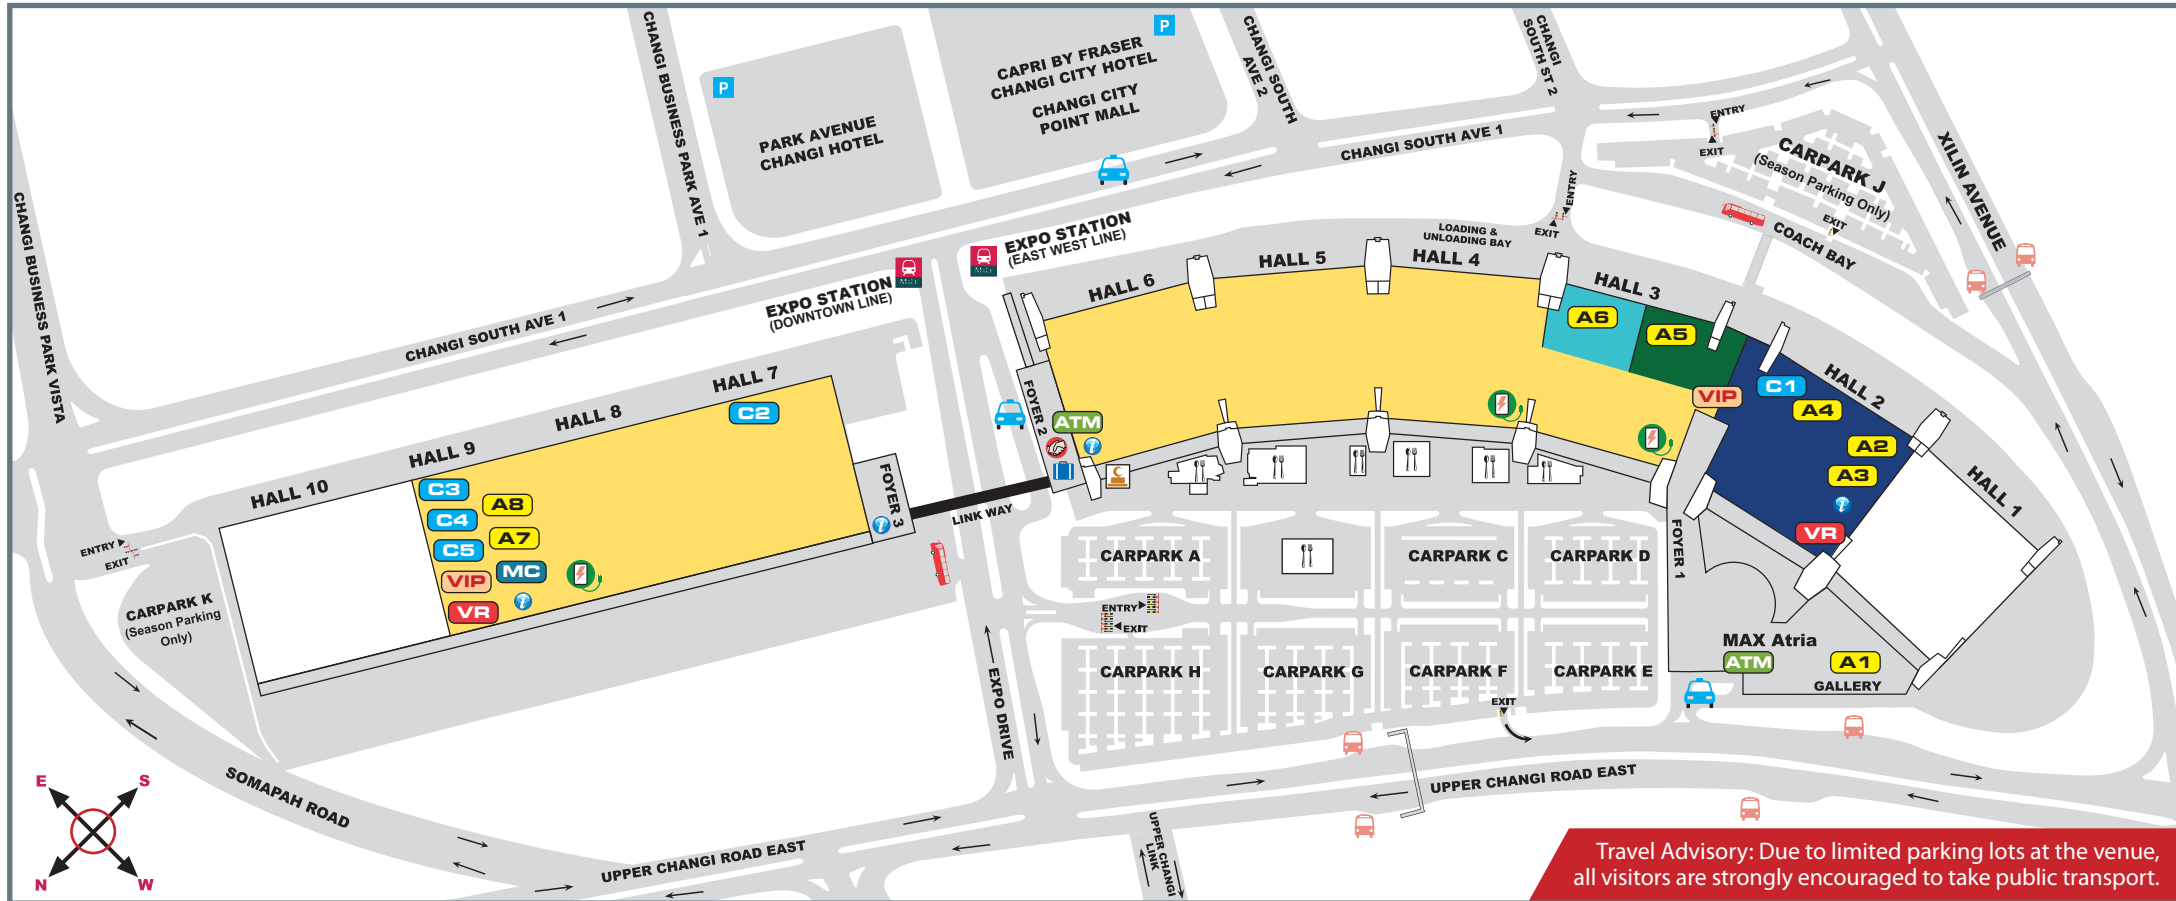 CHANGI BUSINESS PARK VISTA
CHANGI BUSINESS PARK AVE 1
P
PARK AVENUE
CHANGI HOTEL
P
CAPRI BY FRASER
CHANGI CITY HOTEL
CHANGI CITY
POINT MALL
CHANGI SOUTH
AVE 2
CHANGI
SOUTH ST 2
CHANGI SOUTH AVE 1
CHANGI SOUTH AVE 1
ENTRY
EXIT
CARPARK J
(Season Parking
Only)
EXIT
COACH BAY
XILIN AVENUE
ENTRY
EXIT
LOADING &
UNLOADING BAY
EXPO STATION
(EAST WEST LINE)
EXPO STATION
(DOWNTOWN LINE)
HALL 6
HALL 5
HALL 4
HALL 3
HALL 2
HALL 1
A6
A5
VIP
C1
A4
A2
A3
i
VR
FOYER 2
ATM
i
HALL 10
HALL 9
HALL 8
HALL 7
C2
C3
C4
C5
A8
A7
VIP
MC
VR
i
FOYER 3
i
LINK WAY
ENTRY
EXIT
CARPARK K
(Season Parking
Only)
CARPARK A
CARPARK C
CARPARK D
ENTRY
EXIT
CARPARK H
CARPARK G
CARPARK F
CARPARK E
EXIT
FOYER 1
MAX Atria
ATM
A1
GALLERY
EXPO DRIVE
SOMAPAH ROAD
UPPER CHANGI ROAD EAST
UPPER CHANGI ROAD EAST
UPPER CHANGI
LINK
E
S
N
W
Travel Advisory: Due to limited parking lots at the venue,
all visitors are strongly encouraged to take public transport.